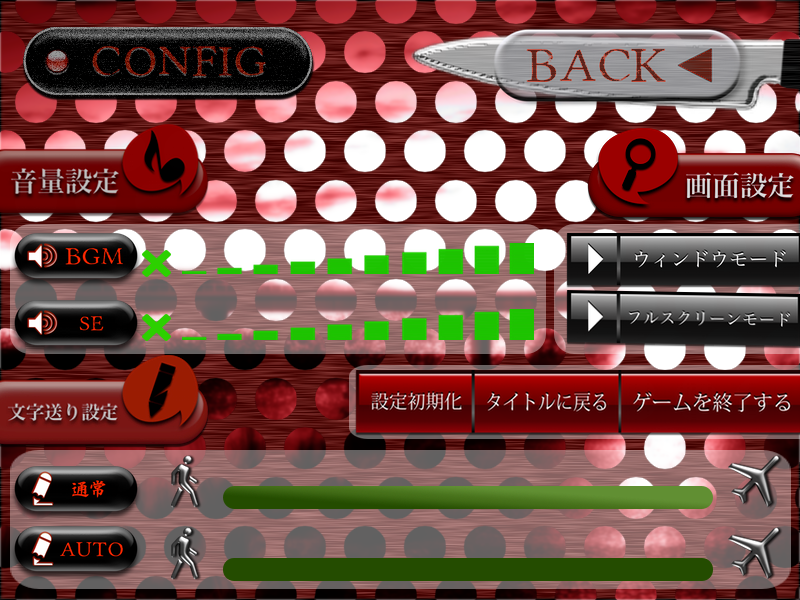 CONFIG
BACK
音量設定
画面設定
BGM
ウィンドウモード
SE
フルスクリーンモード
文字送り設定
設定初期化
タイトルに戻る
ゲームを終了する
通常
AUTO